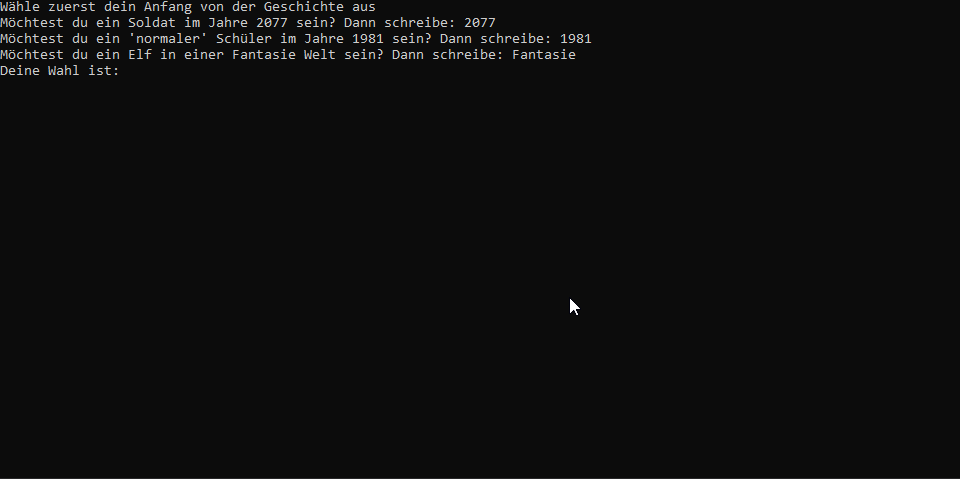 Wähle zuerst dein Anfang von der Geschichte aus
Möchtest du ein Soldat im Jahre 2077 sein? Dann schreibe: 2077
Möchtest du ein 'normaler' Schüler im Jahre 1981 sein? Dann schreibe: 1981
Möchtest du ein Elf in einer Fantasie Welt sein? Dann schreibe: Fantasie
Deine Wahl ist: